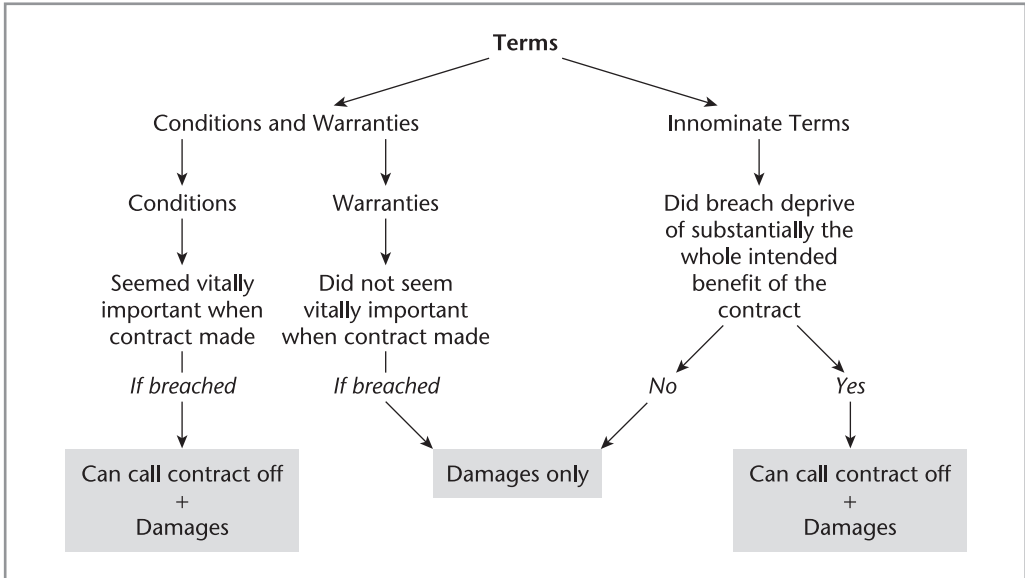 Terms
Conditions and Warranties
Innominate Terms
Conditions
Warranties
Did breach deprive
of substantially the
whole intended
benefit of the
contract
Seemed vitally
important when
contract made
Did not seem
vitally important
when contract made
If breached
If breached
No
Yes
Can call contract off
+
Damages
Damages only
Can call contract off
+
Damages